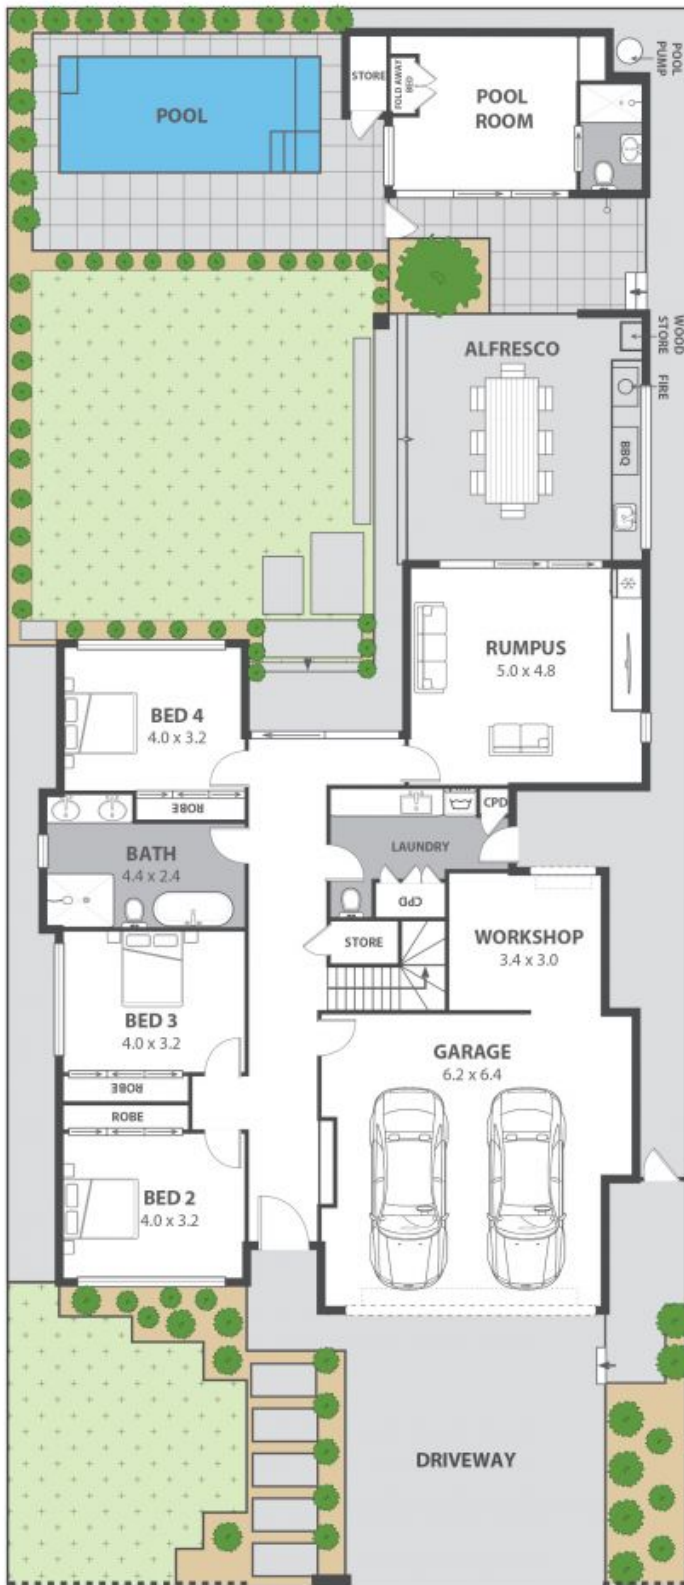 POOL
PUMP
STORE
FOLD AWAY
BED
POOL
ROOM
POOL
WOOD
STORE
ALFRESCO
FIRE
BBQ
RUMPUS
5.0 x 4.8
BED 4
4.0 x 3.2
ROBE
CPD
LAUNDRY
BATH
4.4 x 2.4
CPD
STORE
WORKSHOP
3.4 x 3.0
BED 3
4.0 x 3.2
GARAGE
6.2 x 6.4
ROBE
ROBE
BED 2
4.0 x 3.2
DRIVEWAY